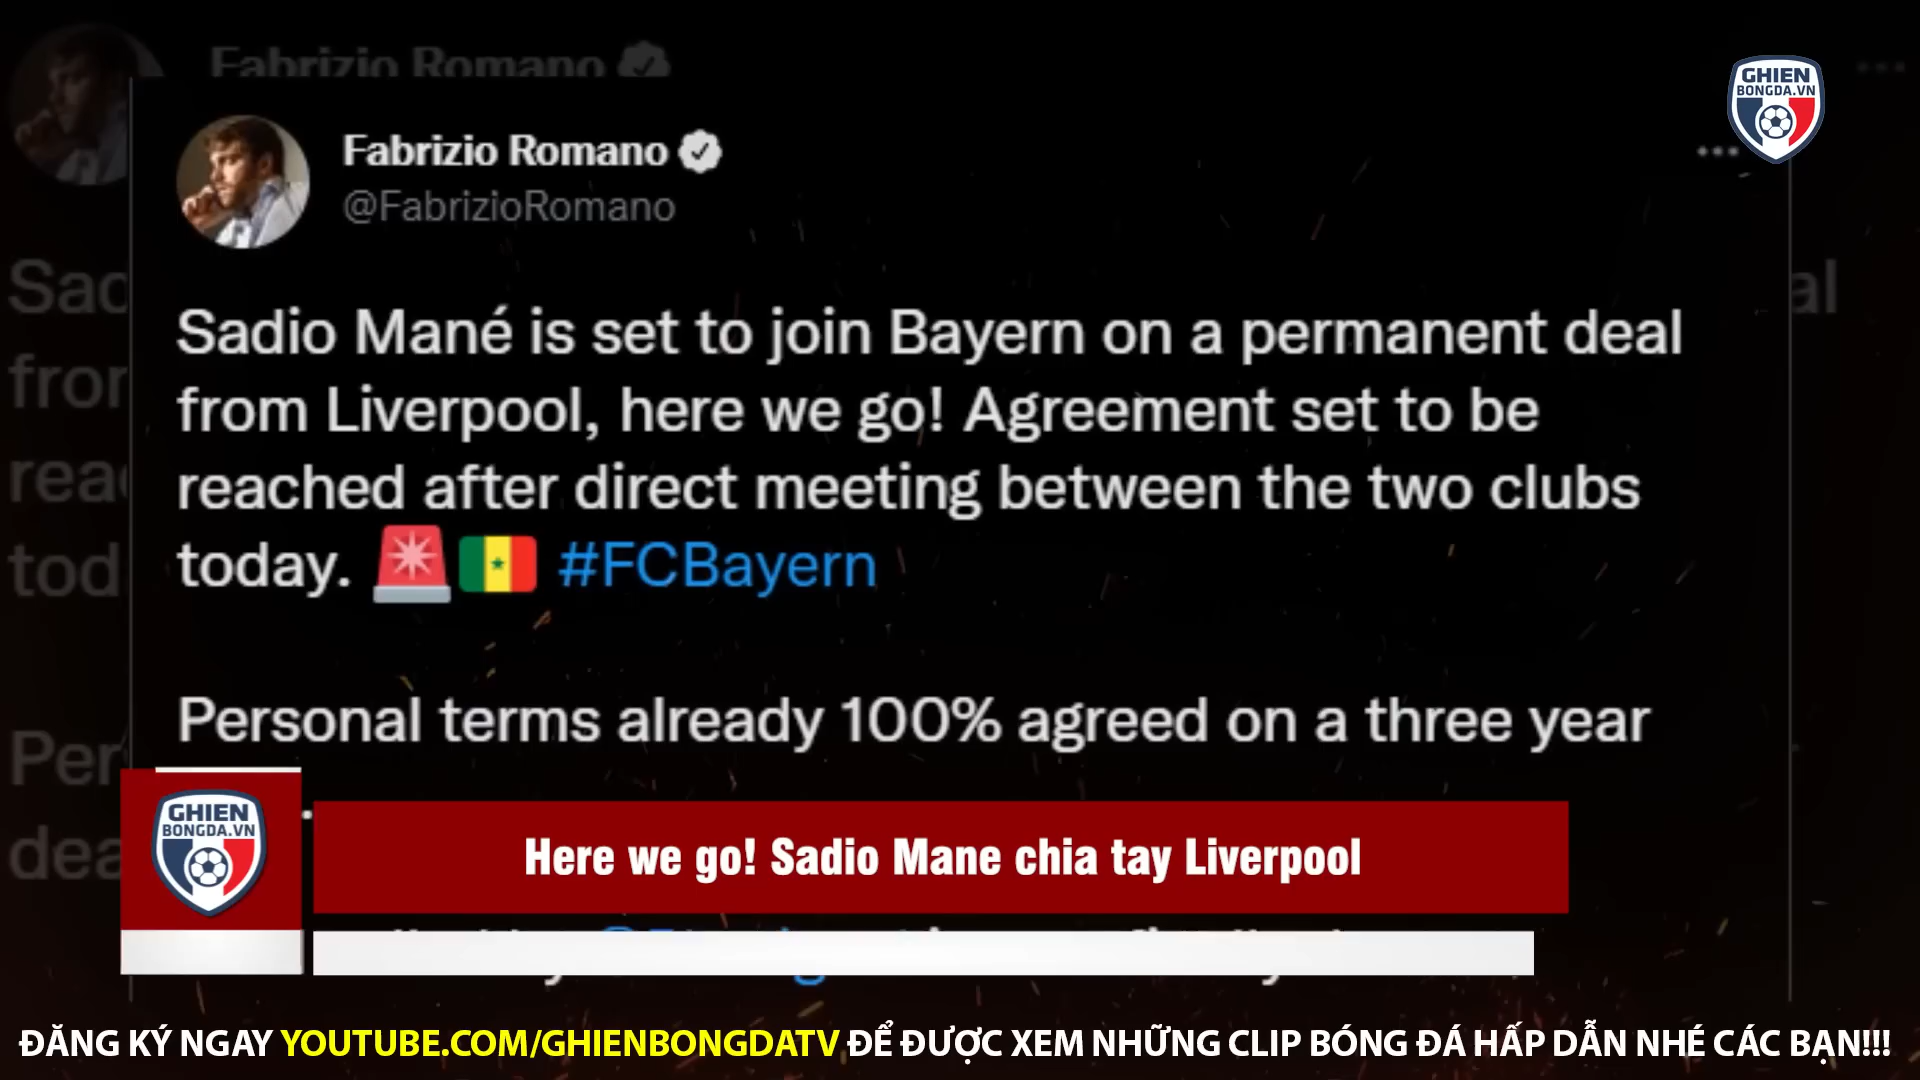 Fabrizio Romano
GHIEN
BONGDA.VN
Fabrizio Romano
@FabrizioRomano
Sadio Mané is set to join Bayern on a permanent deal
from Liverpool, here we go! Agreement set to be
reached after direct meeting between the two clubs
today. 🚨🇸🇳 #FCBayern
Personal terms already 100% agreed on a three year
GHIEN
BONGDA.VN
Here we go! Sadio Mane chia tay Liverpool
ĐĂNG KÝ NGAY YOUTUBE.COM/GHIENBONGDATV ĐỂ ĐƯỢC XEM NHỮNG CLIP BÓNG ĐÁ HẤP DẪN NHÉ CÁC BẠN!!!